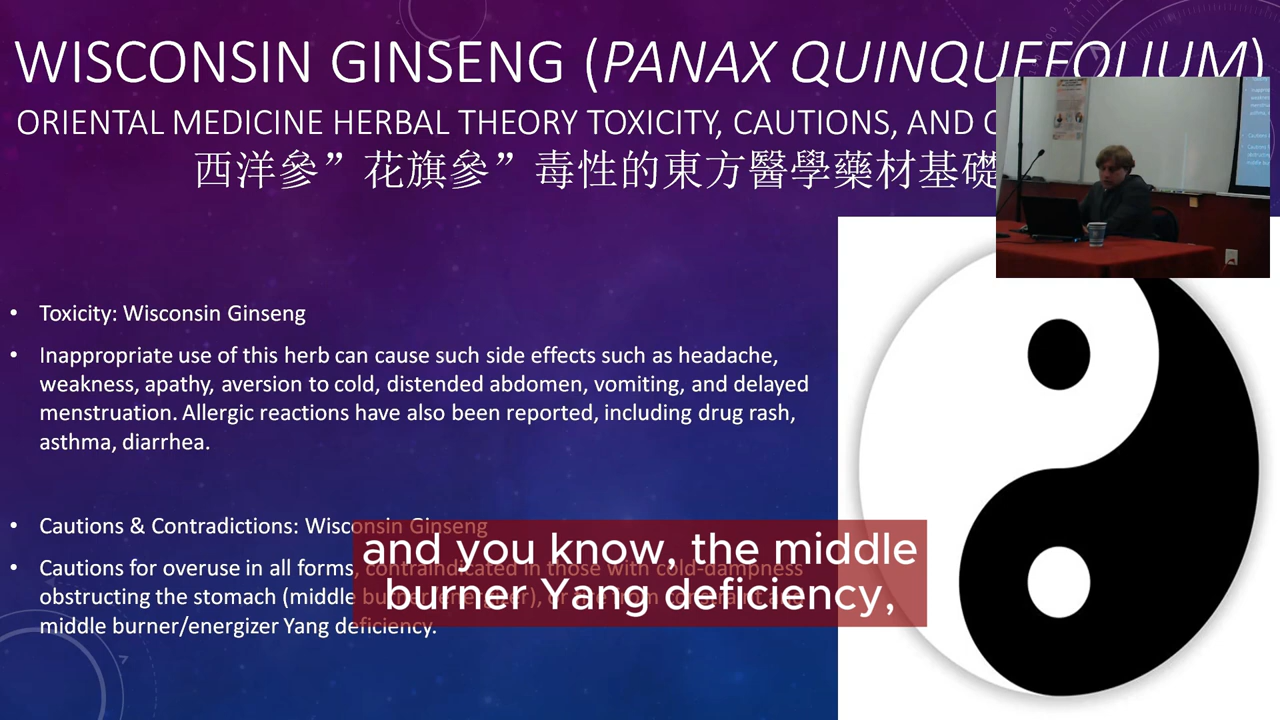 WISCONSIN GINSENG (PANAX QUINQUEFOLIUM)
ORIENTAL MEDICINE HERBAL THEORY TOXICITY, CAUTIONS, AND
西洋參”花旗參”毒性的東方醫學藥材基礎
• Toxicity: Wisconsin Ginseng
• Inappropriate use of this herb can cause such side effects such as headache,
weakness, apathy, aversion to cold, distended abdomen, vomiting, and delayed
menstruation. Allergic reactions have also been reported, including drug rash,
asthma, diarrhea.
• Cautions & Contradictions: Wisconsin Ginseng
• Cautions for overuse in all forms, contraindicated in those with cold-dampness
obstructing the stomach (middle burner/energizer), or
middle burner/energizer Yang deficiency.
and you know, the middle
burner Yang deficiency,